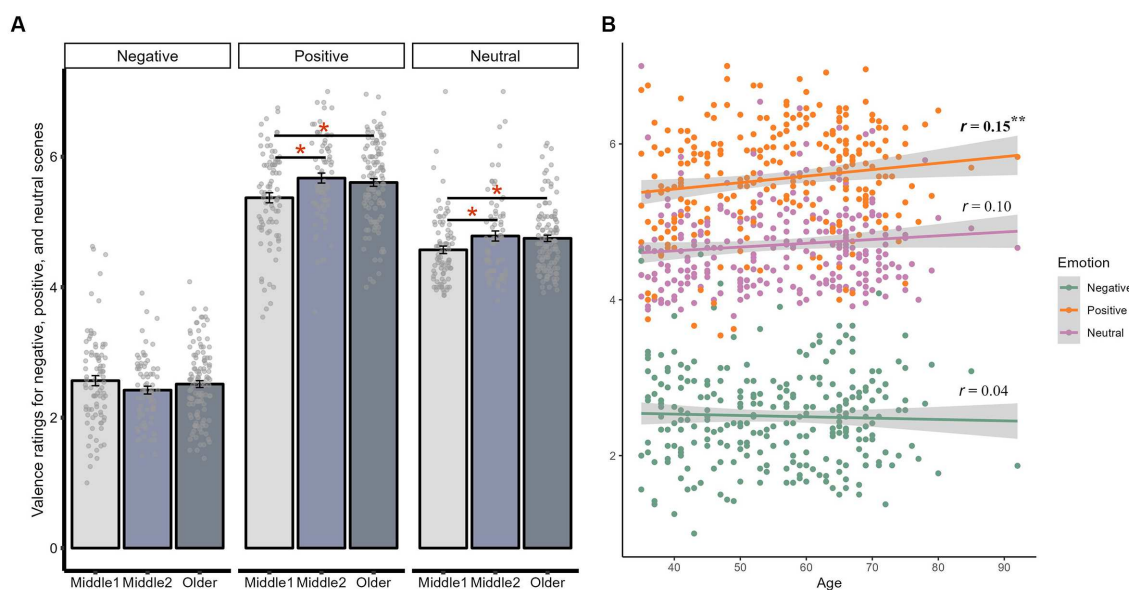 A
Negative
Positive
Neutral
Valence ratings for negative, positive, and neutral scenes
6
4
2
0
*
*
*
*
Middle1 Middle2 Older
Middle1 Middle2 Older
Middle1 Middle2 Older
B
6
4
2
r = 0.15**
r = 0.10
r = 0.04
40 50 60 70 80 90
Age
Emotion
Negative
Positive
Neutral